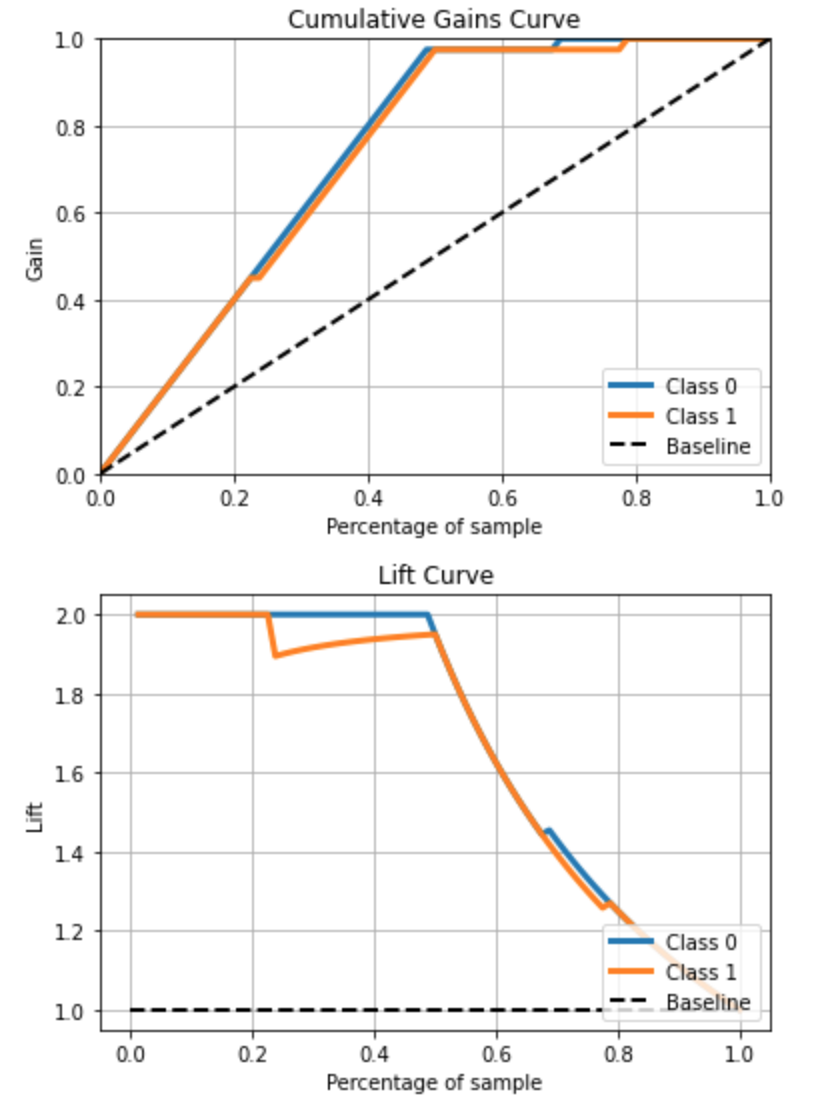 Cumulative Gains Curve
1.0
0.8
0.6
0.4
0.2
0.0
Gain
Class 0
Class 1
Baseline
0.0 0.2 0.4 0.6 0.8 1.0
Percentage of sample
Lift Curve
2.0
1.8
1.6
1.4
1.2
1.0
Lift
Class 0
Class 1
Baseline
0.0 0.2 0.4 0.6 0.8 1.0
Percentage of sample